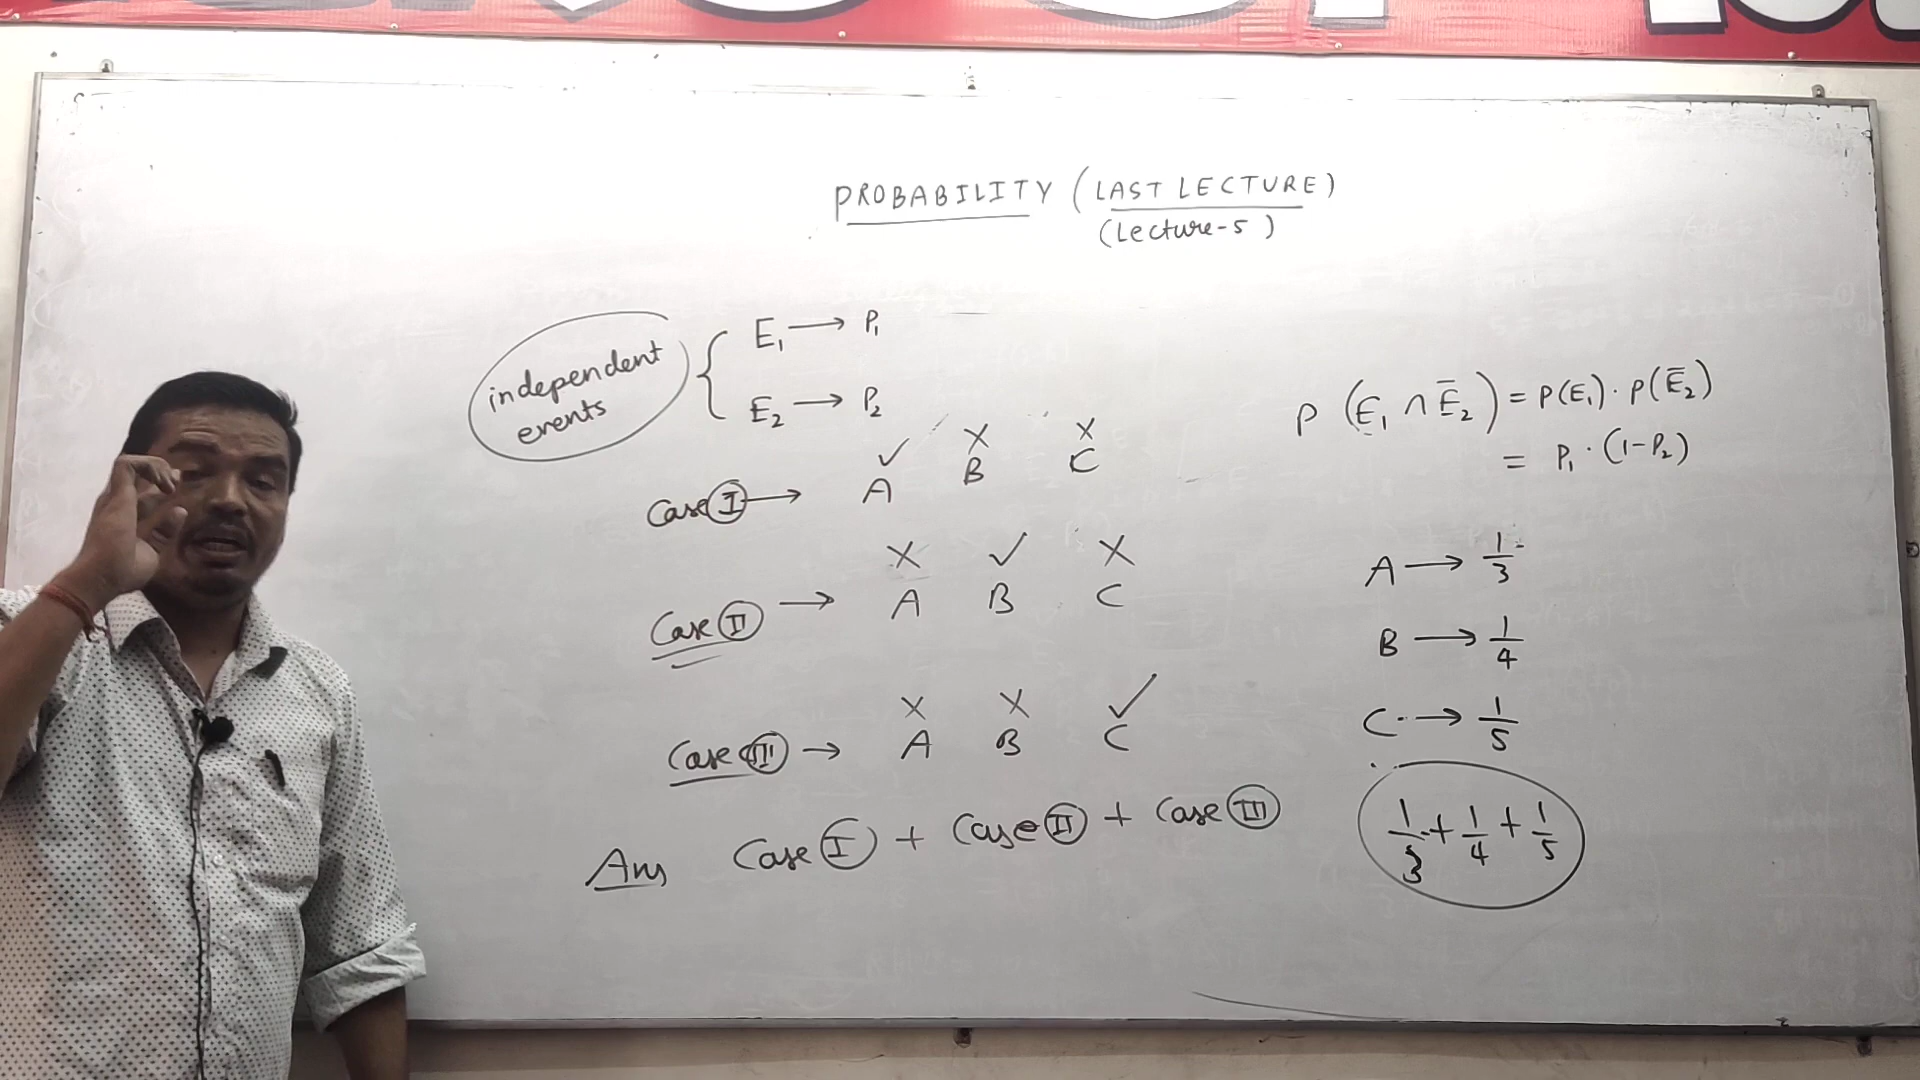 PROBABILITY (LAST LECTURE)
(Lecture-5)
independent
events
{ E₁ → P₁
E₂ → P₂
P (E₁ ∩ E̅₂) = P(E₁) · P(E̅₂)
= P₁ · (1-P₂)
✓ X X
Case I → A B C
X ✓ X
Case II → A B C
X X ✓
Case III → A B C
Ans Case I + Case II + Case III
A → 1/3
B → 1/4
C → 1/5
1/3 + 1/4 + 1/5